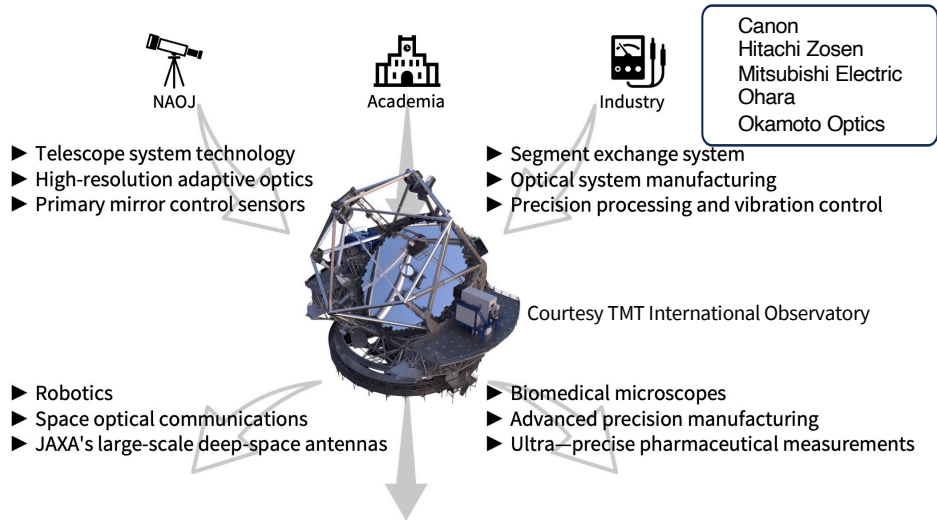 NAOJ
Academia
Industry
Canon
Hitachi Zosen
Mitsubishi Electric
Ohara
Okamoto Optics
► Telescope system technology
► High-resolution adaptive optics
► Primary mirror control sensors
► Segment exchange system
► Optical system manufacturing
► Precision processing and vibration control
Courtesy TMT International Observatory
► Robotics
► Space optical communications
► JAXA's large-scale deep-space antennas
► Biomedical microscopes
► Advanced precision manufacturing
► Ultra—precise pharmaceutical measurements